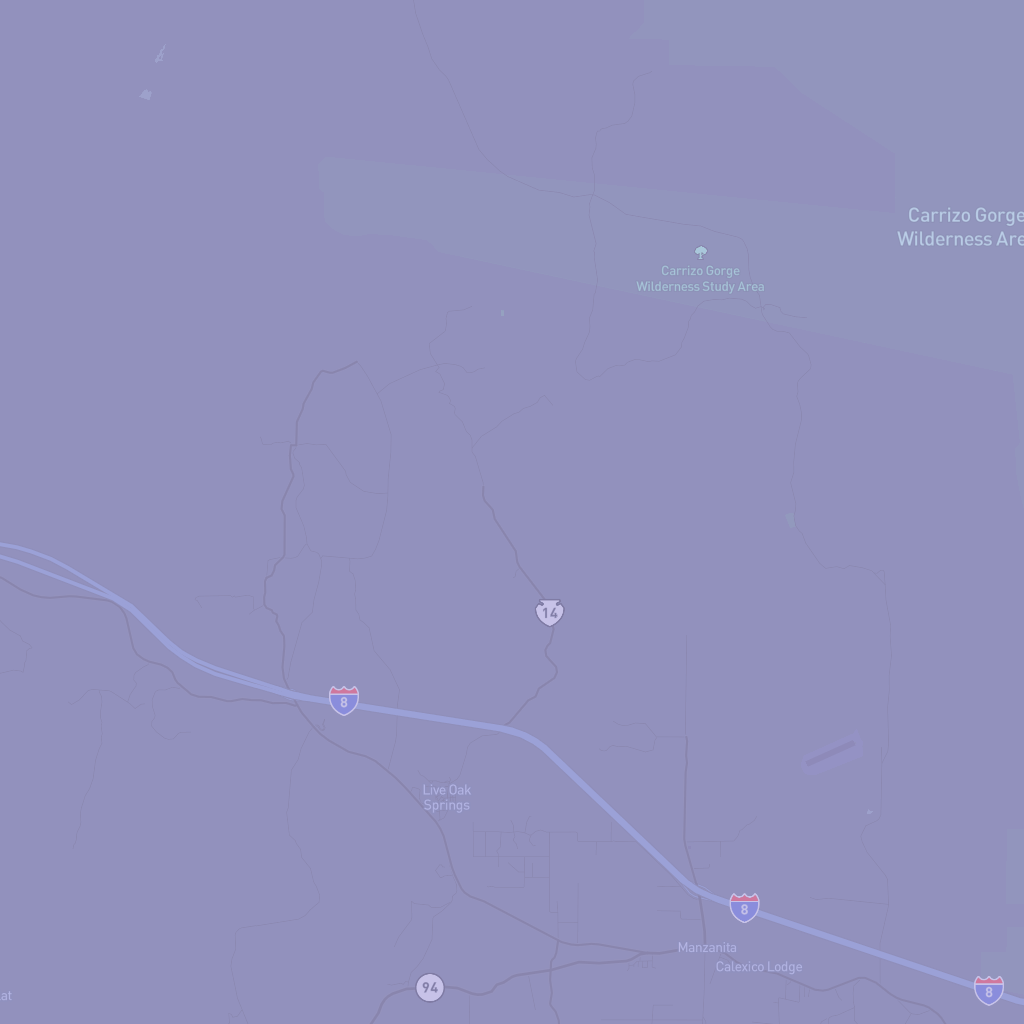 Carrizo Gorge
Wilderness Are
Carrizo Gorge
Wilderness Study Area
14
8
Live Oak
Springs
8
Manzanita
Calexico Lodge
94
8
at